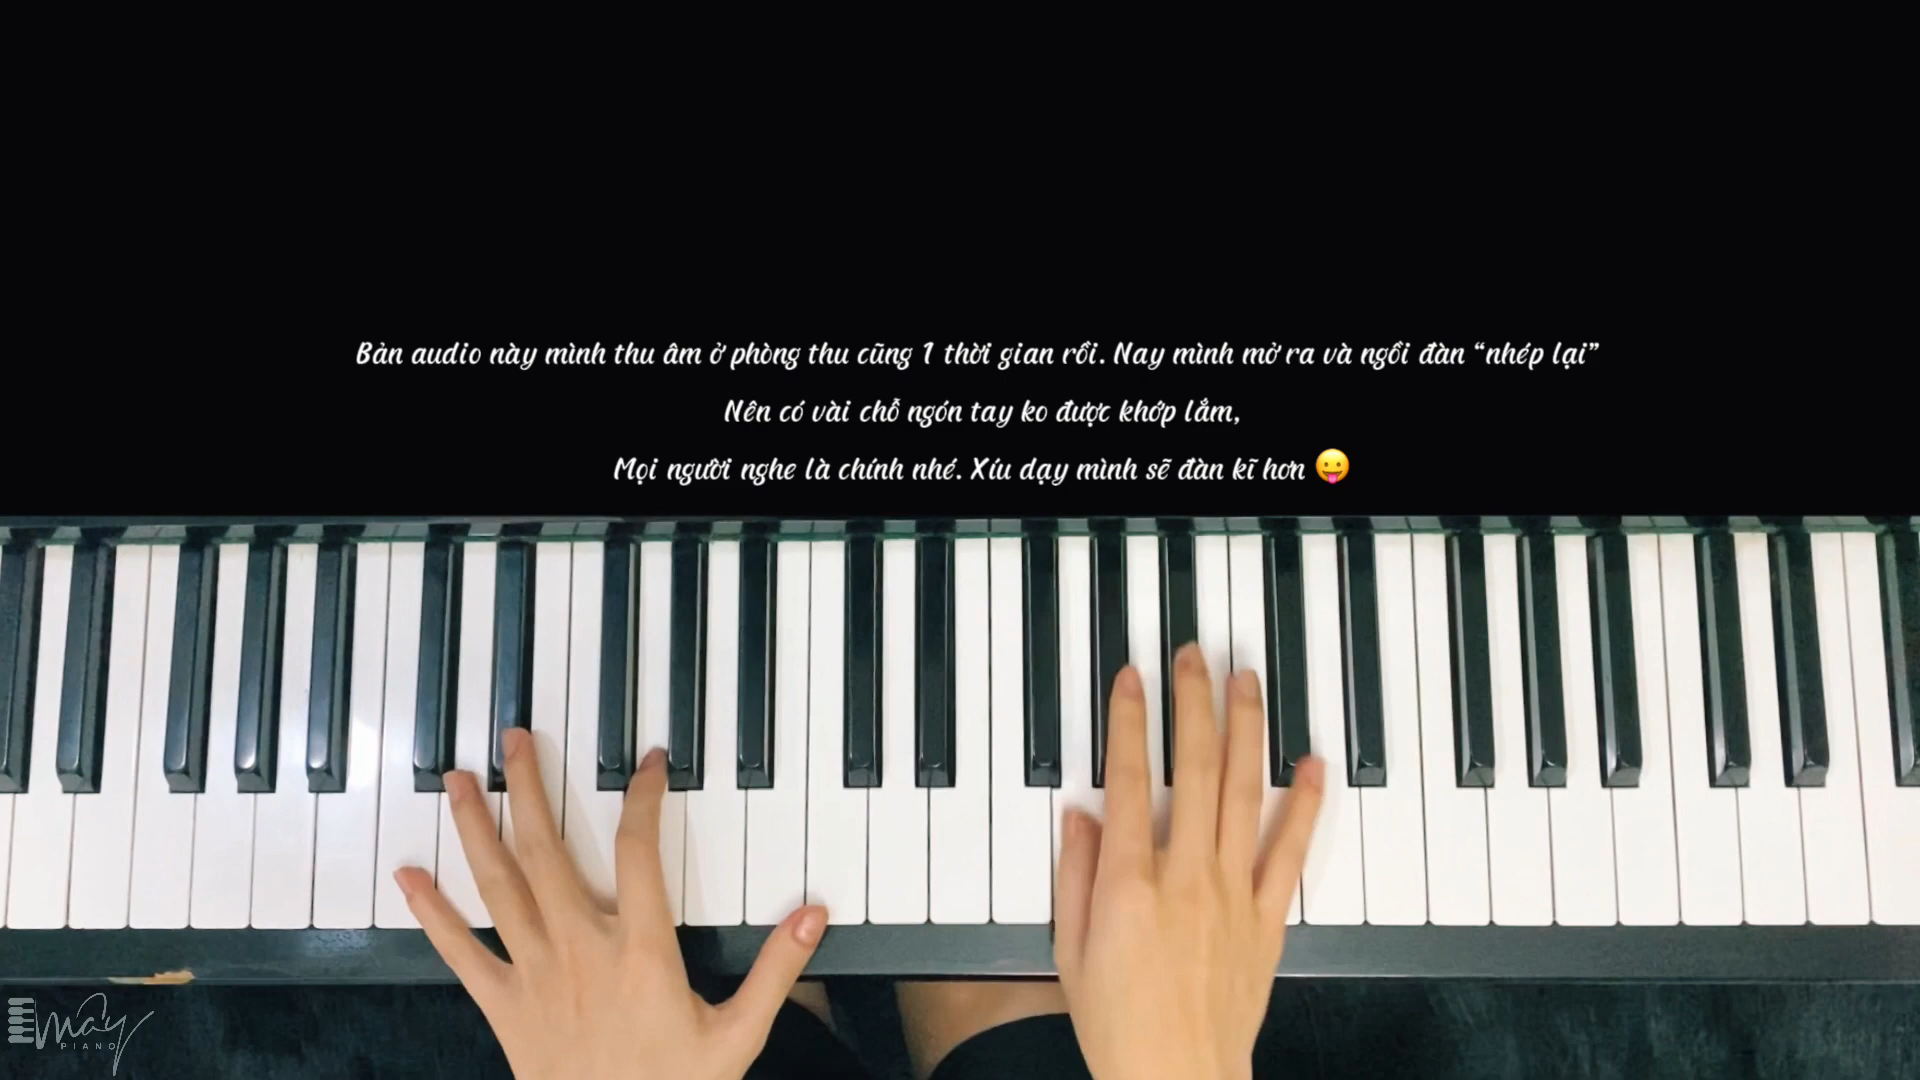 Bản audio này mình thu âm ở phòng thu cũng 1 thời gian rồi. Nay mình mở ra và ngồi đàn “nhép lại”
Nên có vài chỗ ngón tay ko được khớp lắm,
Mọi người nghe là chính nhé. Xíu dạy mình sẽ đàn kĩ hơn 😛
may
PIANO